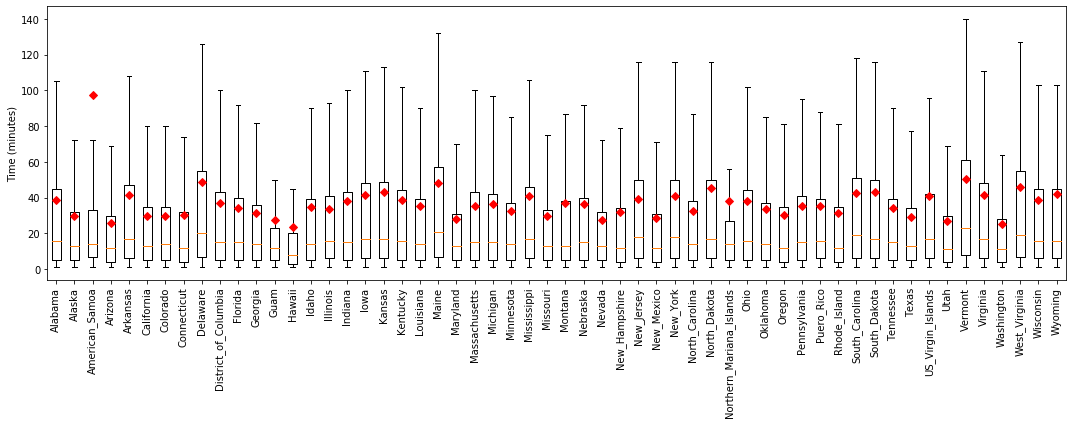 Time (minutes)
140
120
100
80
60
40
20
0
Alabama
Alaska
American_Samoa
Arizona
Arkansas
California
Colorado
Connecticut
Delaware
District_of_Columbia
Florida
Georgia
Guam
Hawaii
Idaho
Illinois
Indiana
Iowa
Kansas
Kentucky
Louisiana
Maine
Maryland
Massachusetts
Michigan
Minnesota
Mississippi
Missouri
Montana
Nebraska
Nevada
New_Hampshire
New_Jersey
New_Mexico
New_York
North_Carolina
North_Dakota
Northern_Mariana_Islands
Ohio
Oklahoma
Oregon
Pennsylvania
Puero_Rico
Rhode_Island
South_Carolina
South_Dakota
Tennessee
Texas
US_Virgin_Islands
Utah
Vermont
Virginia
Washington
West_Virginia
Wisconsin
Wyoming